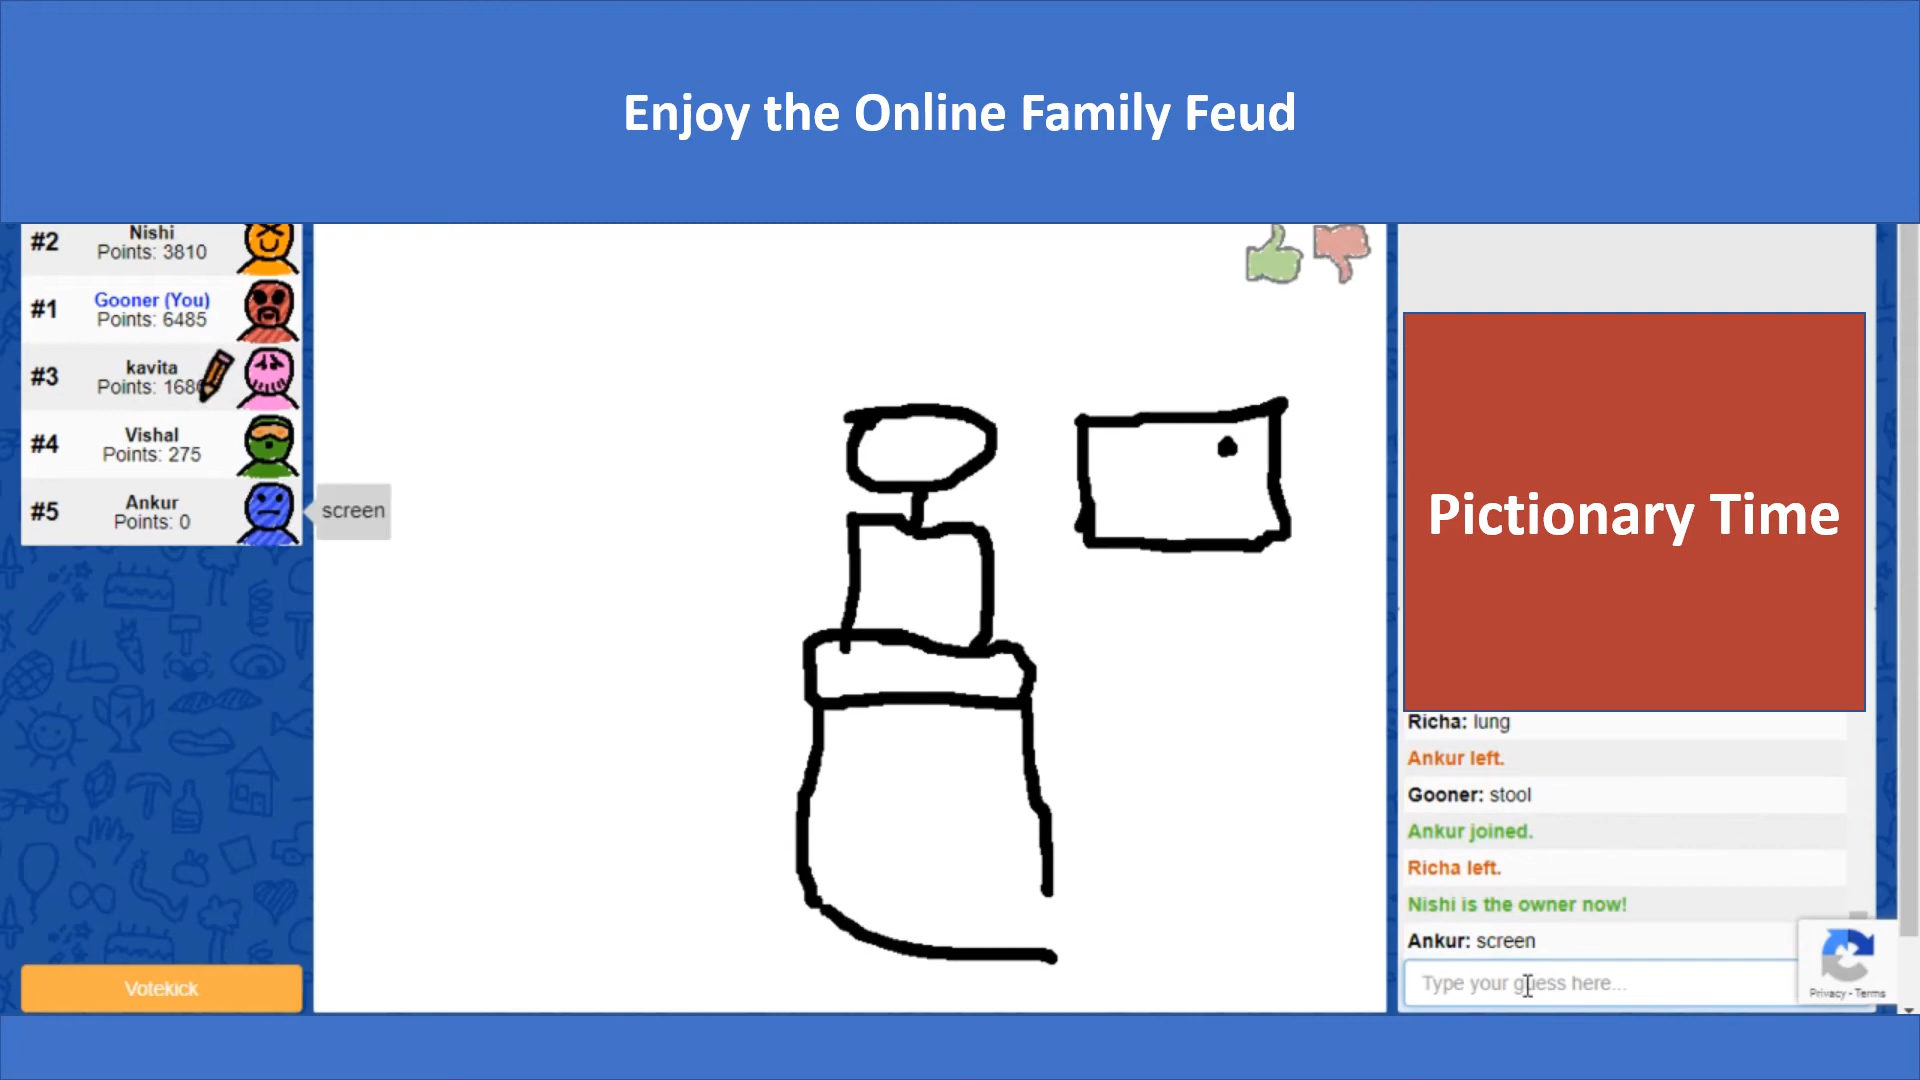 Enjoy the Online Family Feud
#2
Nishi
Points: 3810
#1
Gooner (You)
Points: 6485
#3
kavita
Points: 168
#4
Vishal
Points: 275
#5
Ankur
Points: 0
screen
Votekick
Pictionary Time
Richa: lung
Ankur left.
Gooner: stool
Ankur joined.
Richa left.
Nishi is the owner now!
Ankur: screen
Type your guess here...
Privacy - Terms